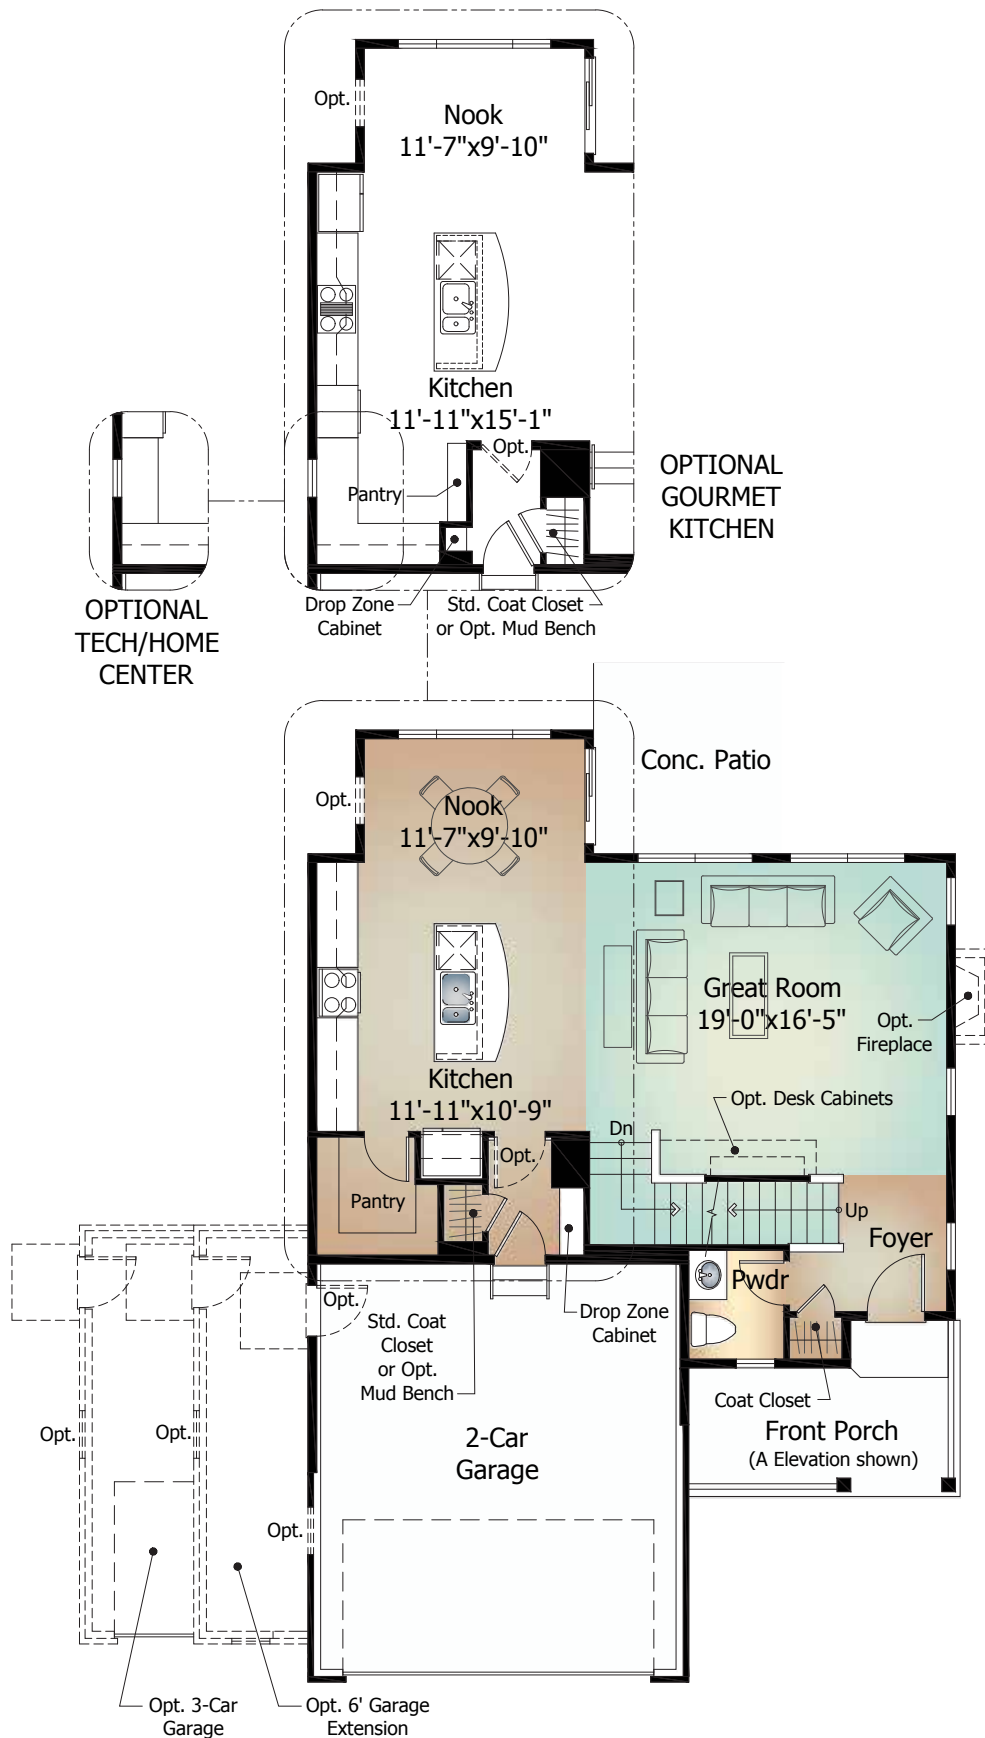 Opt.
Nook
11'-7"x9'-10"
Kitchen
11'-11"x15'-1"
Opt.
Pantry
OPTIONAL
GOURMET
KITCHEN
Drop Zone
Cabinet
Std. Coat Closet
or Opt. Mud Bench
OPTIONAL
TECH/HOME
CENTER
Conc. Patio
Opt.
Nook
11'-7"x9'-10"
Great Room
19'-0"x16'-5"
Opt.
Fireplace
Kitchen
11'-11"x10'-9"
Opt. Desk Cabinets
Dn
Opt.
Pantry
Up
Foyer
Pwdr
Opt.
Std. Coat
Closet
or Opt.
Mud Bench
Drop Zone
Cabinet
Coat Closet
Front Porch
(A Elevation shown)
Opt.
Opt.
2-Car
Garage
Opt.
Opt. 3-Car
Garage
Opt. 6' Garage
Extension